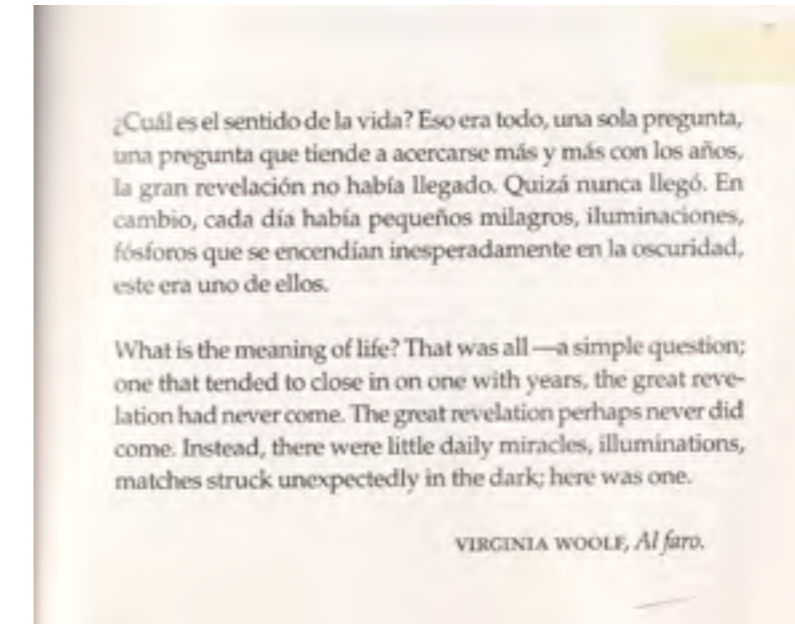 ¿Cuál es el sentido de la vida? Eso era todo, una sola pregunta,
una pregunta que tiende a acercarse más y más con los años,
la gran revelación no había llegado. Quizá nunca llegó. En
cambio, cada día había pequeños milagros, iluminaciones,
fósforos que se encendían inesperadamente en la oscuridad,
este era uno de ellos.
What is the meaning of life? That was all —a simple question;
one that tended to close in on one with years, the great reve-
lation had never come. The great revelation perhaps never did
come. Instead, there were little daily miracles, illuminations,
matches struck unexpectedly in the dark; here was one.
VIRGINIA WOOLF, Al faro.